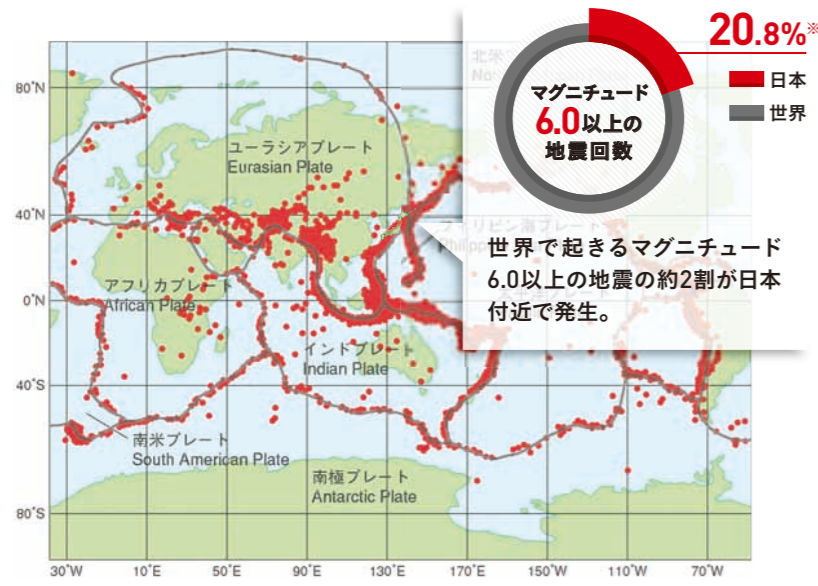 20.8%※
日本
世界
マグニチュード
6.0以上の
地震回数
世界で起きるマグニチュード
6.0以上の地震の約2割が日本
付近で発生。
80˚N
40˚N
0˚N
40˚S
80˚S
ユーラシアプレート
Eurasian Plate
アフリカプレート
African Plate
インドプレート
Indian Plate
南米プレート
South American Plate
南極プレート
Antarctic Plate
フィリピン海プレート
30˚W 10˚E 50˚E 90˚E 130˚E 170˚E 150˚W 110˚W 70˚W